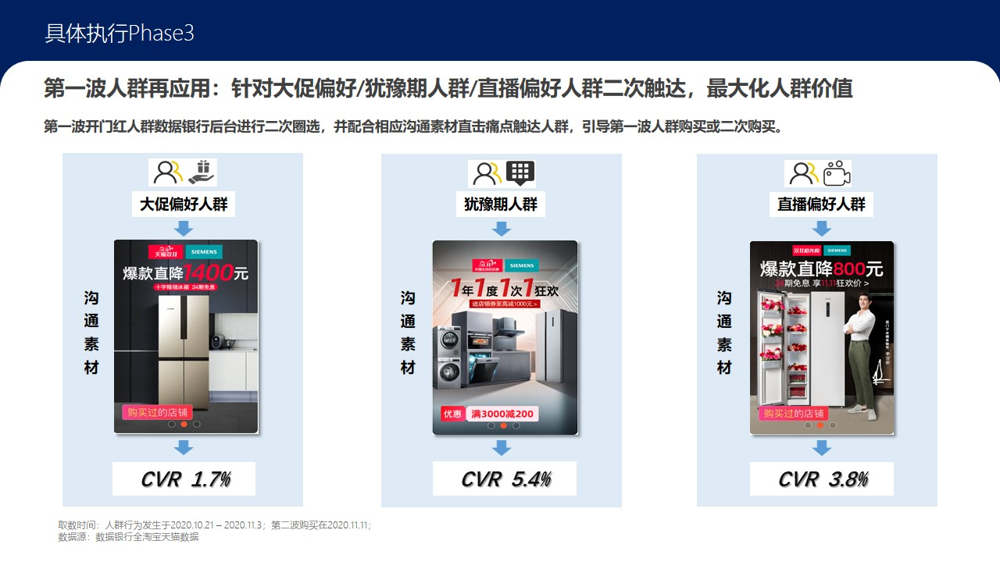 具体执行Phase3
第一波人群再应用：针对大促偏好/犹豫期人群/直播偏好人群二次触达，最大化人群价值
第一波开门红人群数据银行后台进行二次圈选，并配合相应沟通素材直击痛点触达人群，引导第一波人群购买或二次购买。
大促偏好人群
沟通素材
天猫双11 SIEMENS
爆款直降1400元
十字精储冰箱 24期免息
购买过的店铺
CVR 1.7%
犹豫期人群
沟通素材
SIEMENS
1年1度1次1狂欢
进店领券至高减1000元 >
优惠 满3000减200
CVR 5.4%
直播偏好人群
沟通素材
双11抢先购 SIEMENS
爆款直降800元
24期免息 享11.11狂欢价 >
购买过的店铺
CVR 3.8%
取数时间：人群行为发生于2020.10.21 – 2020.11.3；第二波购买在2020.11.11；
数据源：数据银行全淘宝天猫数据